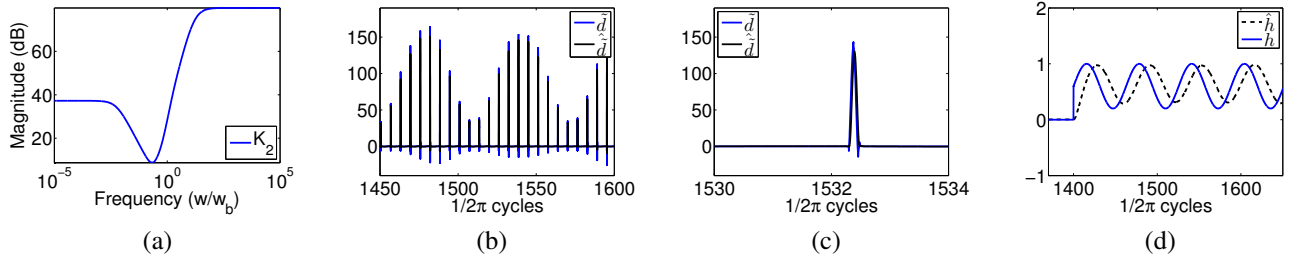 Magnitude (dB)
80
60
40
20
10^-5
10^0
10^5
Frequency (w/w_b)
K_2
(a)
150
100
50
0
1450
1500
1550
1600
1/2π cycles
d̃
d̃̂
(b)
150
100
50
0
1530
1532
1534
1/2π cycles
d̃
d̃̂
(c)
2
1
0
-1
1400
1500
1600
1/2π cycles
ĥ
h
(d)